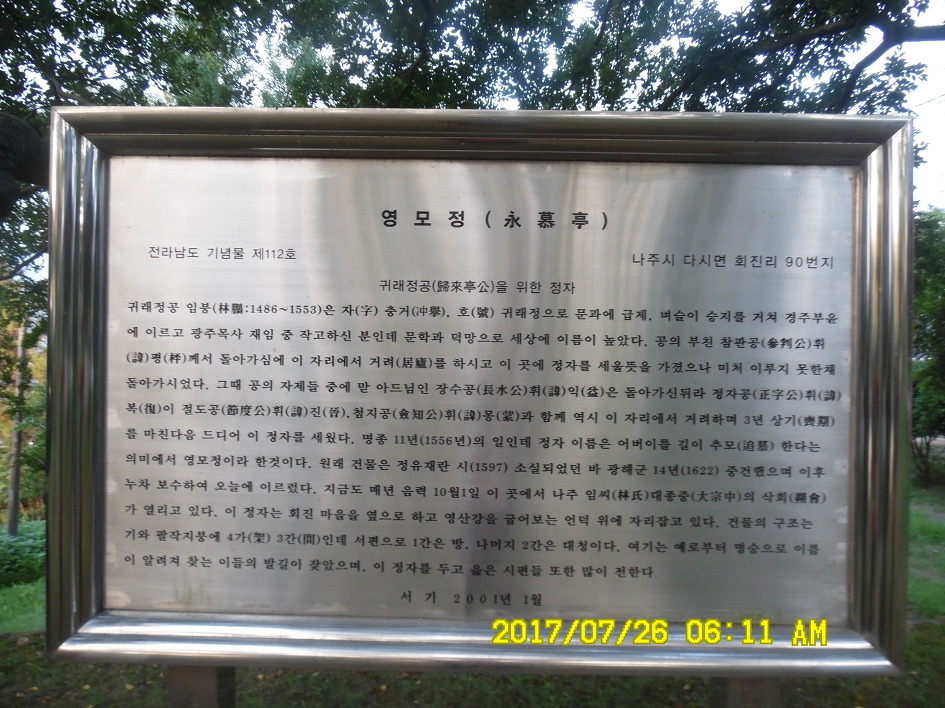 영모정(永慕亭)
전라남도 기념물 제112호
나주시 다시면 회진리 90번지
귀래정공(歸來亭公)을 위한 정자
귀래정공 임붕(林鵬:1486~1553)은 자(字) 충거(冲擧), 호(號) 귀래정으로 문과에 급제, 벼슬이 승지를 거쳐 경주부윤
에 이르고 광주목사 재임 중 작고하신 분인데 문학과 덕망으로 세상에 이름이 높았다. 공의 부친 참판공(參判公)휘
(諱)평(枰)께서 돌아가심에 이 자리에서 거려(居廬)를 하시고 이 곳에 정자를 세울뜻을 가졌으나 미처 이루지 못한채
돌아가시었다. 그때 공의 자제들 중에 맏 아드님인 장수공(長水公)휘(諱)익(益)은 돌아가신뒤라 정자공(正字公)휘(諱)
복(復)이 절도공(節度公)휘(諱)진(晉), 첨지공(僉知公)휘(諱)몽(蒙)과 함께 역시 이 자리에서 거려하며 3년 상기(喪期)
를 마친다음 드디어 이 정자를 세웠다. 명종 11년(1556년)의 일인데 정자 이름은 어버이를 길이 추모(追慕) 한다는
의미에서 영모정이라 한것이다. 원래 건물은 정유재란 시(1597) 소실되었던 바 광해군 14년(1622) 중건했으며 이후
누차 보수하여 오늘에 이르렀다. 지금도 매년 음력 10월1일 이 곳에서 나주 임씨(林氏)대종중(大宗中)의 삭회(朔會)
가 열리고 있다. 이 정자는 회진 마을을 옆으로 하고 영산강을 굽어보는 언덕 위에 자리잡고 있다. 건물의 구조는
기와 팔작지붕에 4가(架) 3간(間)인데 서편으로 1간은 방, 나머지 2간은 대청이다. 여기는 예로부터 명승으로 이름
이 알려져 찾는 이들의 발길이 잦았으며, 이 정자를 두고 읊은 시편들 또한 많이 전한다
서기 2001년 1월
2017/07/26 06:11 AM